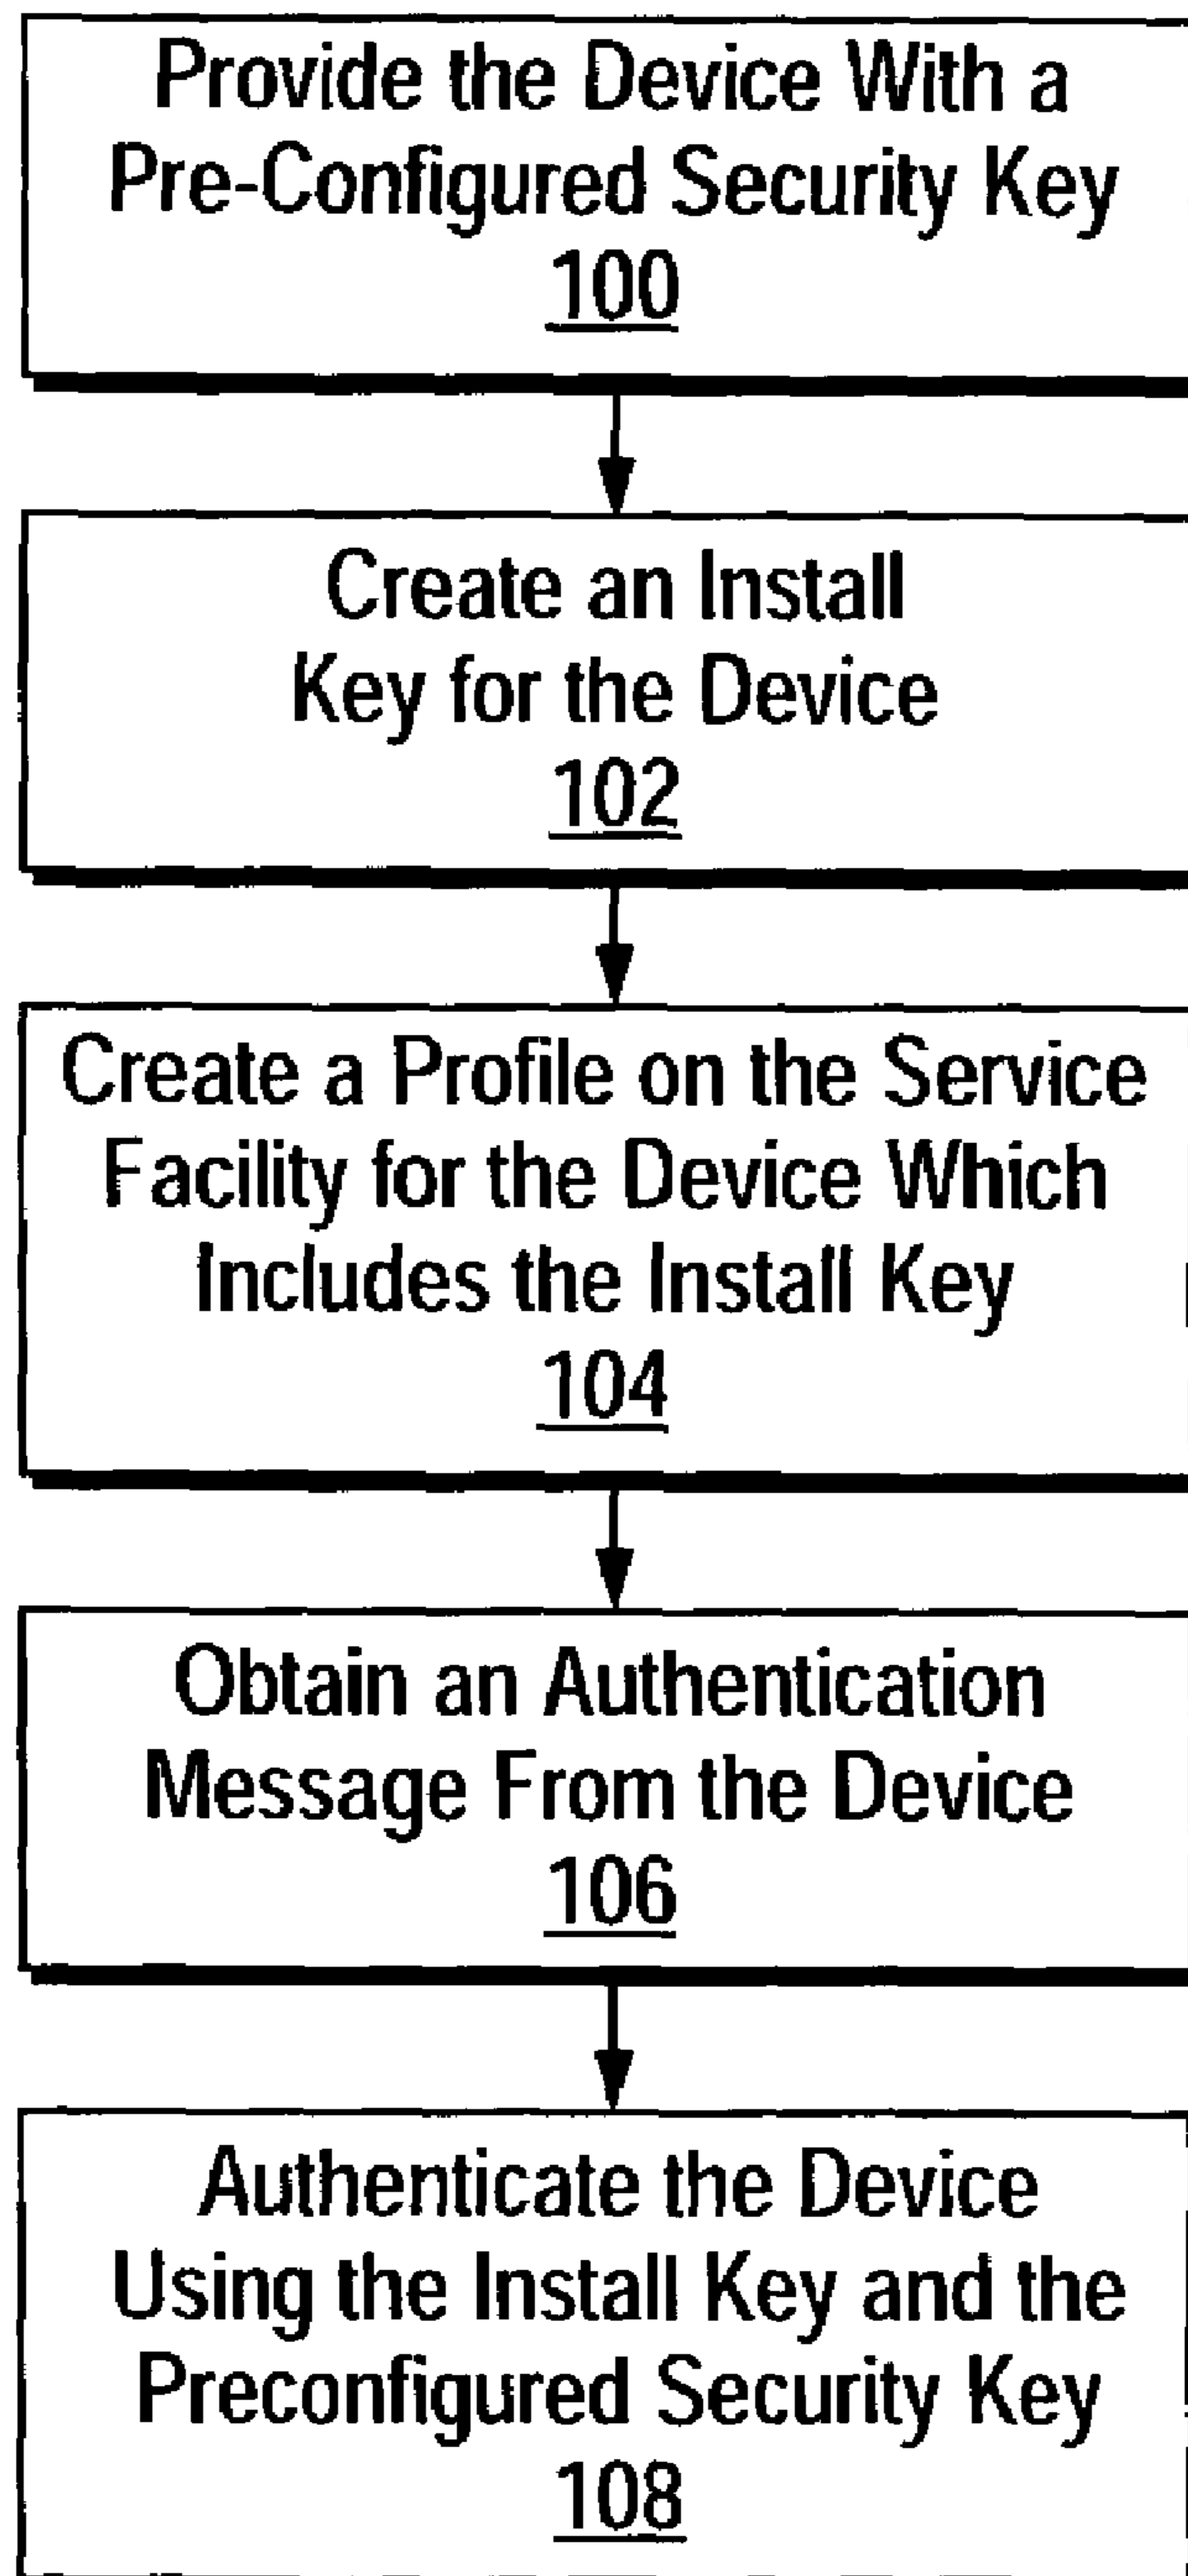 Provide the Device With a
Pre-Configured Security Key
100
Create an Install
Key for the Device
102
Create a Profile on the Service
Facility for the Device Which
Includes the Install Key
104
Obtain an Authentication
Message From the Device
106
Authenticate the Device
Using the Install Key and the
Preconfigured Security Key
108